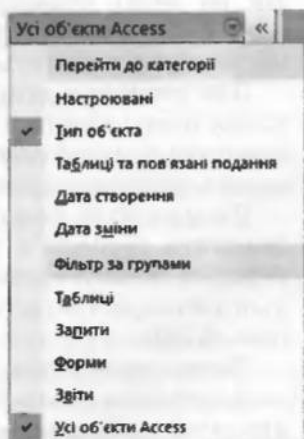 Усі об'єкти Access «
Перейти до категорії
Настроювані
Тип об'єкта
Таблиці та пов'язані подання
Дата створення
Дата зміни
Фільтр за групами
Таблиці
Запити
Форми
Звіти
Усі об'єкти Access